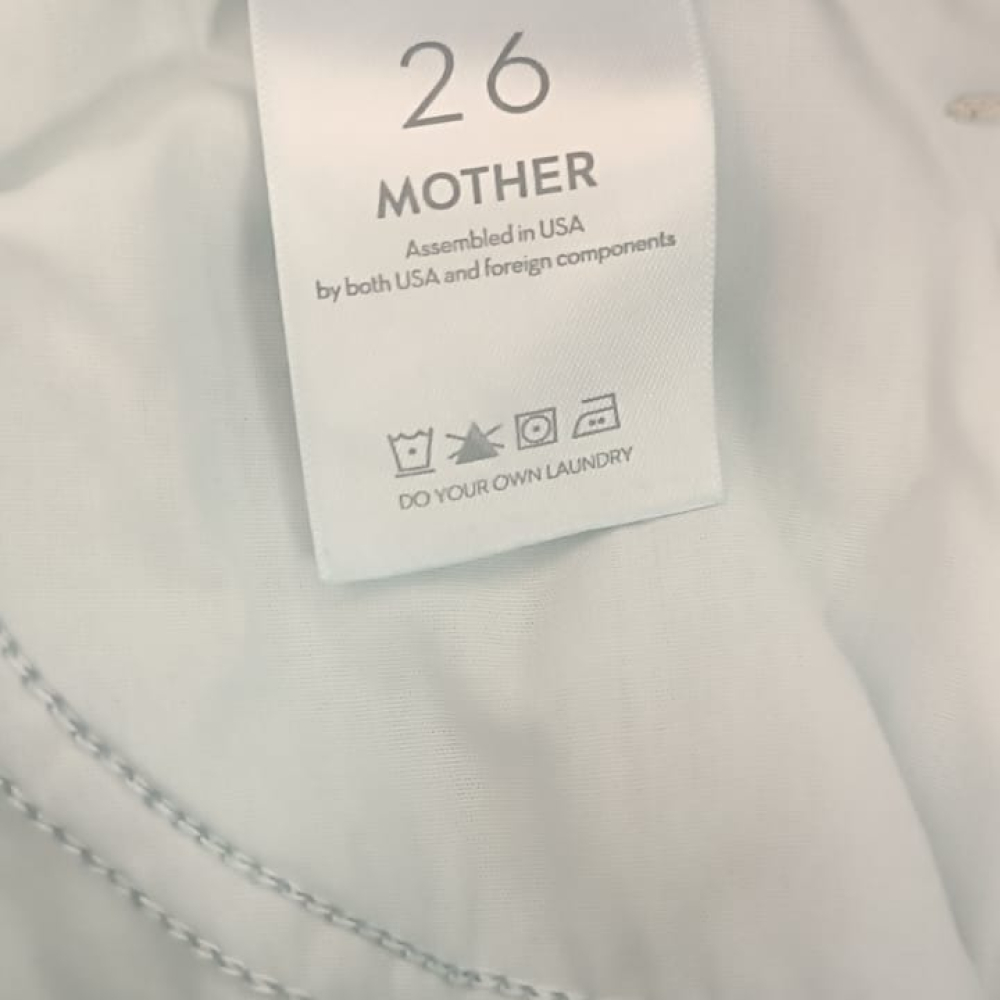 26
MOTHER
Assembled in USA
by both USA and foreign components
DO YOUR OWN LAUNDRY